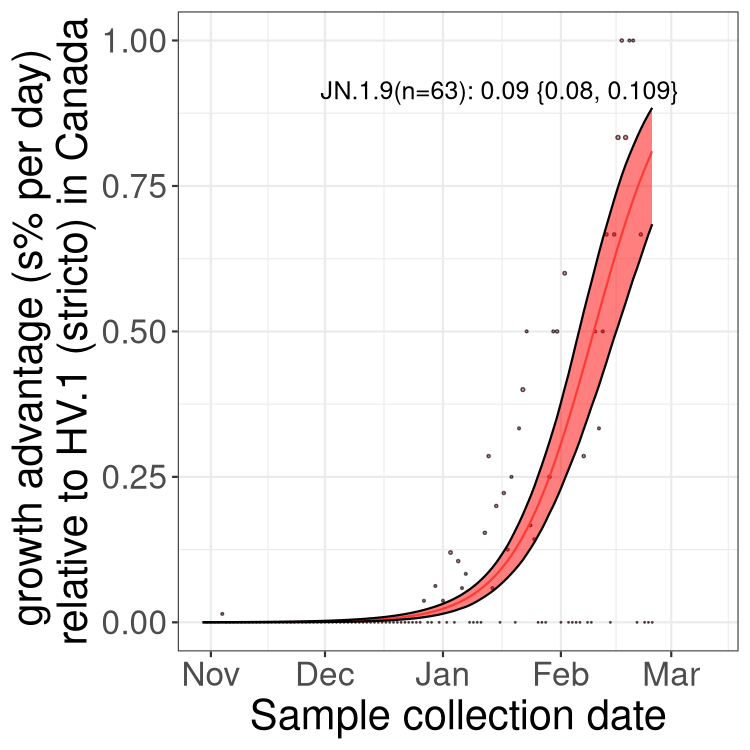 growth advantage (s% per day)
relative to HV.1 (stricto) in Canada
1.00
0.75
0.50
0.25
0.00
JN.1.9(n=63): 0.09 {0.08, 0.109}
Nov Dec Jan Feb Mar
Sample collection date